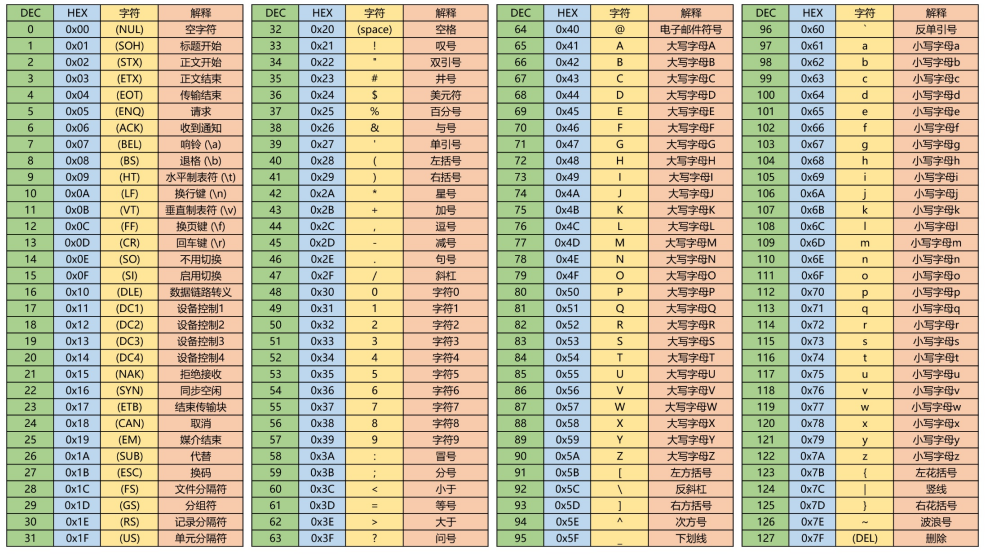 DEC HEX 字符 解释 DEC HEX 字符 解释 DEC HEX 字符 解释 DEC HEX 字符 解释
0 0x00 (NUL) 空字符 32 0x20 (space) 空格 64 0x40 @ 电子邮件符号 96 0x60 ` 反单引号
1 0x01 (SOH) 标题开始 33 0x21 ! 叹号 65 0x41 A 大写字母A 97 0x61 a 小写字母a
2 0x02 (STX) 正文开始 34 0x22 " 双引号 66 0x42 B 大写字母B 98 0x62 b 小写字母b
3 0x03 (ETX) 正文结束 35 0x23 # 井号 67 0x43 C 大写字母C 99 0x63 c 小写字母c
4 0x04 (EOT) 传输结束 36 0x24 $ 美元符 68 0x44 D 大写字母D 100 0x64 d 小写字母d
5 0x05 (ENQ) 请求 37 0x25 % 百分号 69 0x45 E 大写字母E 101 0x65 e 小写字母e
6 0x06 (ACK) 收到通知 38 0x26 & 与号 70 0x46 F 大写字母F 102 0x66 f 小写字母f
7 0x07 (BEL) 响铃 (\a) 39 0x27 ' 单引号 71 0x47 G 大写字母G 103 0x67 g 小写字母g
8 0x08 (BS) 退格 (\b) 40 0x28 ( 左括号 72 0x48 H 大写字母H 104 0x68 h 小写字母h
9 0x09 (HT) 水平制表符 (\t) 41 0x29 ) 右括号 73 0x49 I 大写字母I 105 0x69 i 小写字母i
10 0x0A (LF) 换行键 (\n) 42 0x2A * 星号 74 0x4A J 大写字母J 106 0x6A j 小写字母j
11 0x0B (VT) 垂直制表符 (\v) 43 0x2B + 加号 75 0x4B K 大写字母K 107 0x6B k 小写字母k
12 0x0C (FF) 换页键 (\f) 44 0x2C , 逗号 76 0x4C L 大写字母L 108 0x6C l 小写字母l
13 0x0D (CR) 回车键 (\r) 45 0x2D - 减号 77 0x4D M 大写字母M 109 0x6D m 小写字母m
14 0x0E (SO) 不用切换 46 0x2E . 句号 78 0x4E N 大写字母N 110 0x6E n 小写字母n
15 0x0F (SI) 启用切换 47 0x2F / 斜杠 79 0x4F O 大写字母O 111 0x6F o 小写字母o
16 0x10 (DLE) 数据链路转义 48 0x30 0 字符0 80 0x50 P 大写字母P 112 0x70 p 小写字母p
17 0x11 (DC1) 设备控制1 49 0x31 1 字符1 81 0x51 Q 大写字母Q 113 0x71 q 小写字母q
18 0x12 (DC2) 设备控制2 50 0x32 2 字符2 82 0x52 R 大写字母R 114 0x72 r 小写字母r
19 0x13 (DC3) 设备控制3 51 0x33 3 字符3 83 0x53 S 大写字母S 115 0x73 s 小写字母s
20 0x14 (DC4) 设备控制4 52 0x34 4 字符4 84 0x54 T 大写字母T 116 0x74 t 小写字母t
21 0x15 (NAK) 拒绝接收 53 0x35 5 字符5 85 0x55 U 大写字母U 117 0x75 u 小写字母u
22 0x16 (SYN) 同步空闲 54 0x36 6 字符6 86 0x56 V 大写字母V 118 0x76 v 小写字母v
23 0x17 (ETB) 结束传输块 55 0x37 7 字符7 87 0x57 W 大写字母W 119 0x77 w 小写字母w
24 0x18 (CAN) 取消 56 0x38 8 字符8 88 0x58 X 大写字母X 120 0x78 x 小写字母x
25 0x19 (EM) 媒介结束 57 0x39 9 字符9 89 0x59 Y 大写字母Y 121 0x79 y 小写字母y
26 0x1A (SUB) 代替 58 0x3A : 冒号 90 0x5A Z 大写字母Z 122 0x7A z 小写字母z
27 0x1B (ESC) 换码 59 0x3B ; 分号 91 0x5B [ 左方括号 123 0x7B { 左花括号
28 0x1C (FS) 文件分隔符 60 0x3C < 小于 92 0x5C \ 反斜杠 124 0x7C | 竖线
29 0x1D (GS) 分组符 61 0x3D = 等号 93 0x5D ] 右方括号 125 0x7D } 右花括号
30 0x1E (RS) 记录分隔符 62 0x3E > 大于 94 0x5E ^ 次方号 126 0x7E ~ 波浪号
31 0x1F (US) 单元分隔符 63 0x3F ? 问号 95 0x5F _ 下划线 127 0x7F (DEL) 删除